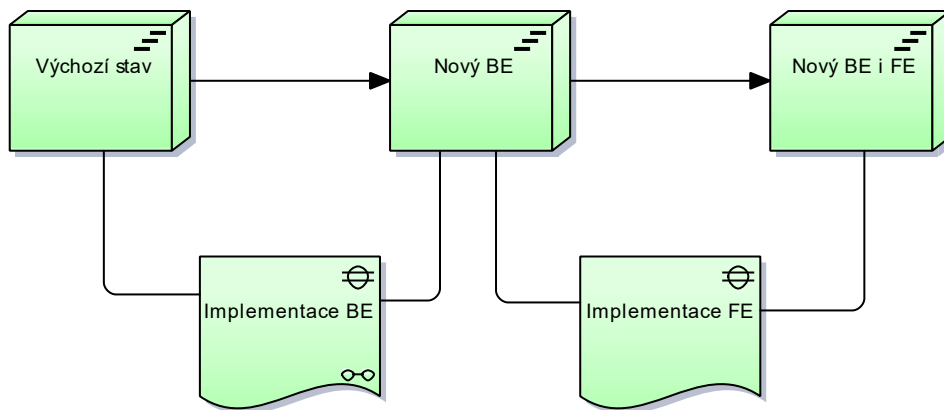 Výchozí stav
Nový BE
Nový BE i FE
Implementace BE
Implementace FE